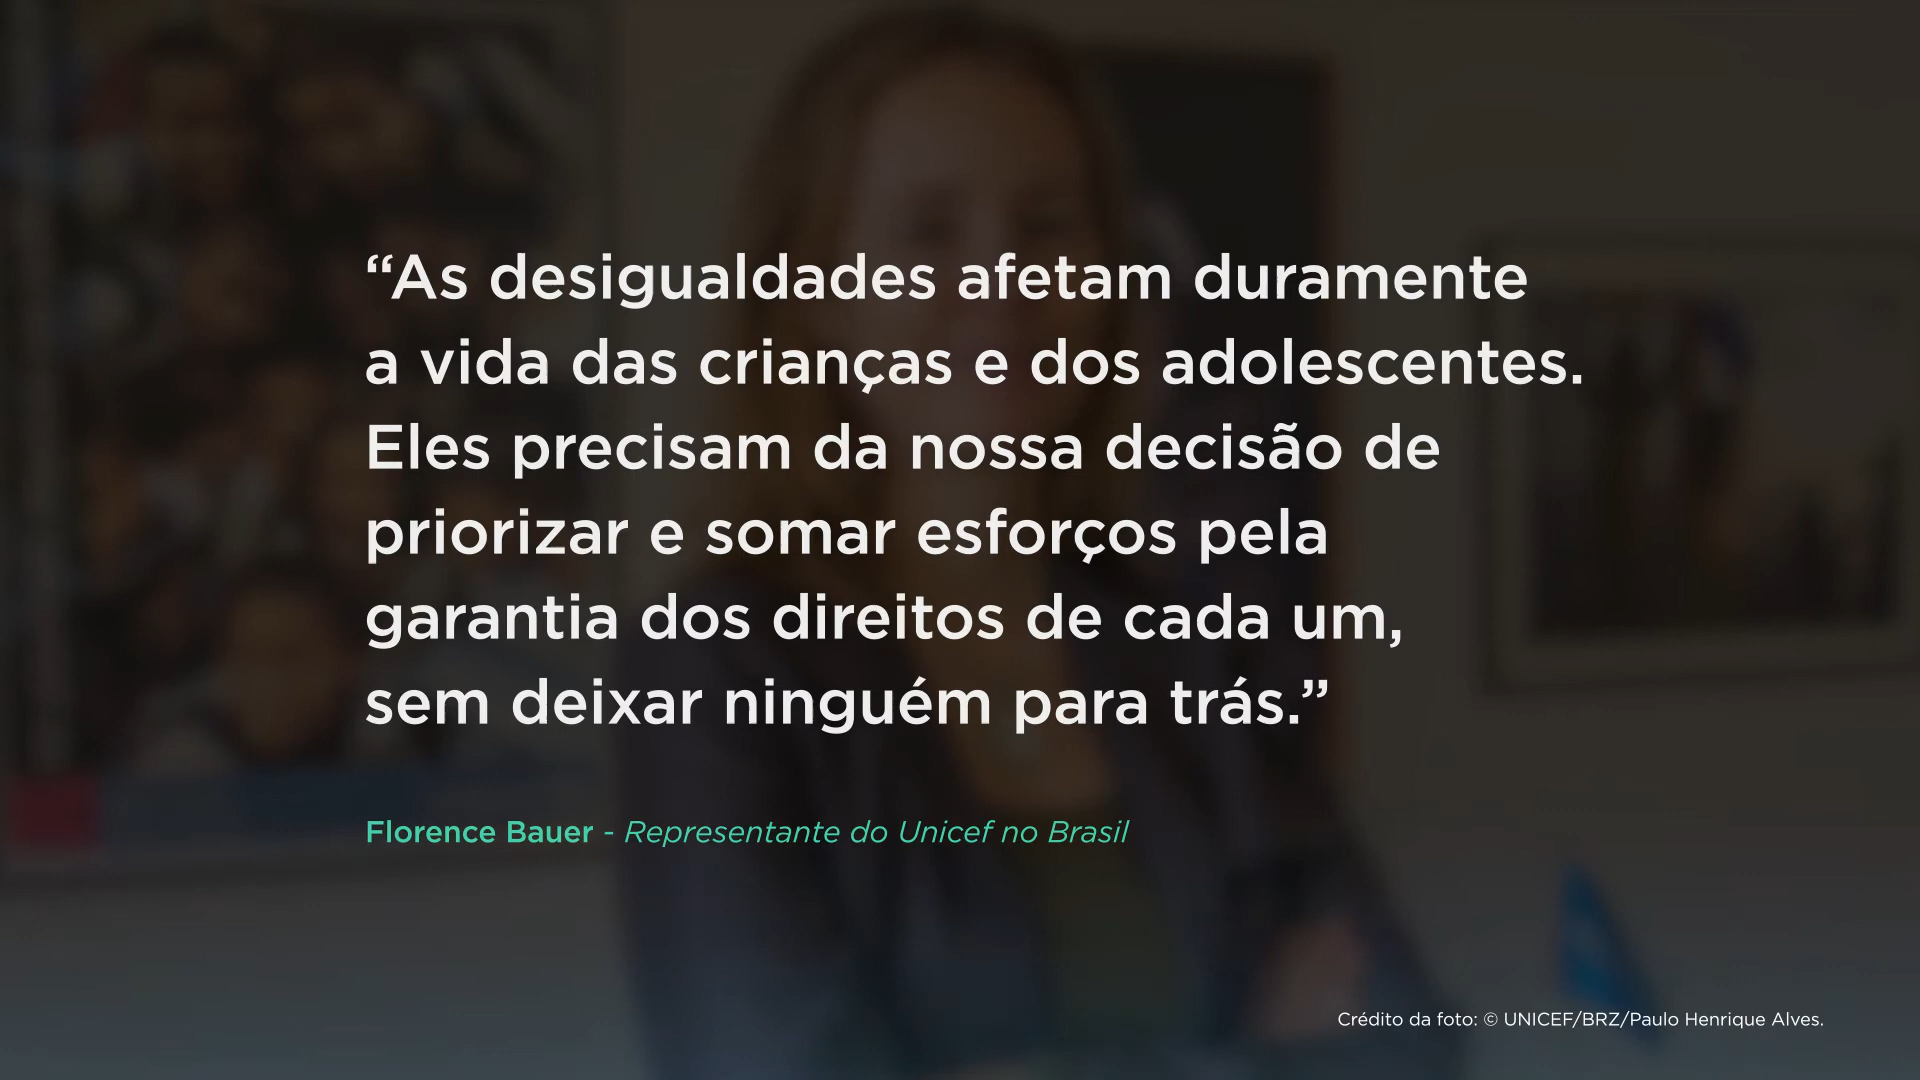 “As desigualdades afetam duramente
a vida das crianças e dos adolescentes.
Eles precisam da nossa decisão de
priorizar e somar esforços pela
garantia dos direitos de cada um,
sem deixar ninguém para trás.”
Florence Bauer - Representante do Unicef no Brasil
Crédito da foto: © UNICEF/BRZ/Paulo Henrique Alves.